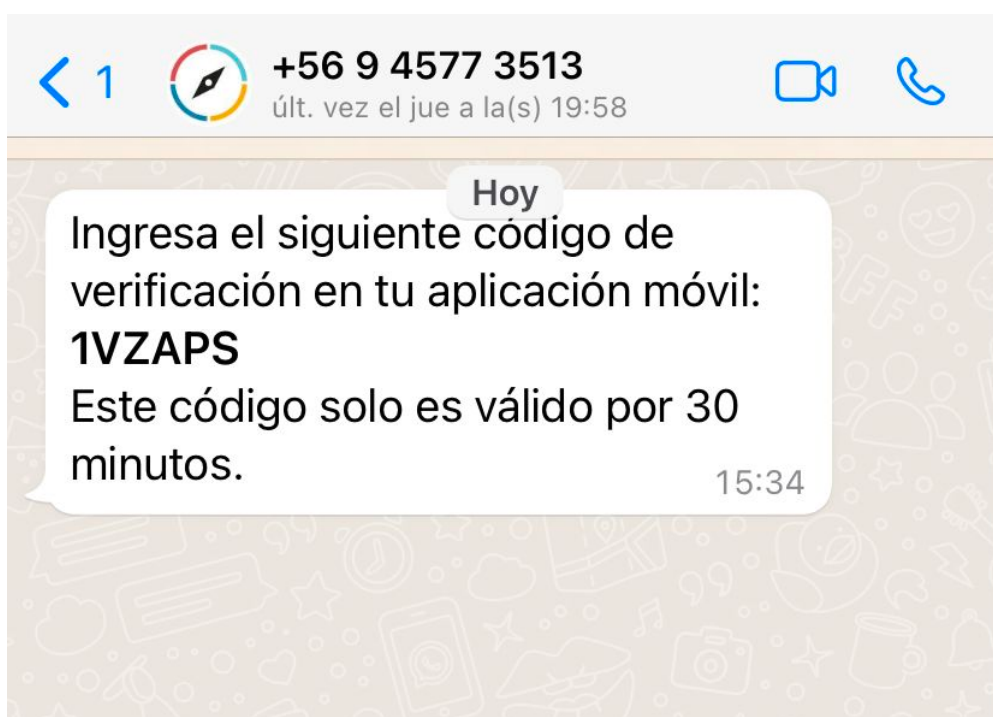 1
+56 9 4577 3513
últ. vez el jue a la(s) 19:58
Hoy
Ingresa el siguiente código de
verificación en tu aplicación móvil:
1VZAPS
Este código solo es válido por 30
minutos.
15:34